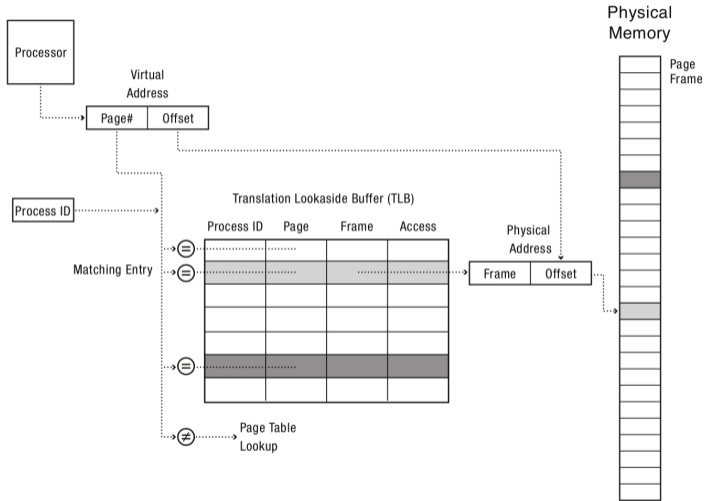 Physical
Memory
Processor
Page
Frame
Virtual
Address
Page#
Offset
Process ID
Translation Lookaside Buffer (TLB)
Process ID
Page
Frame
Access
Physical
Address
=
Matching Entry
=
Frame
Offset
=
≠
Page Table
Lookup